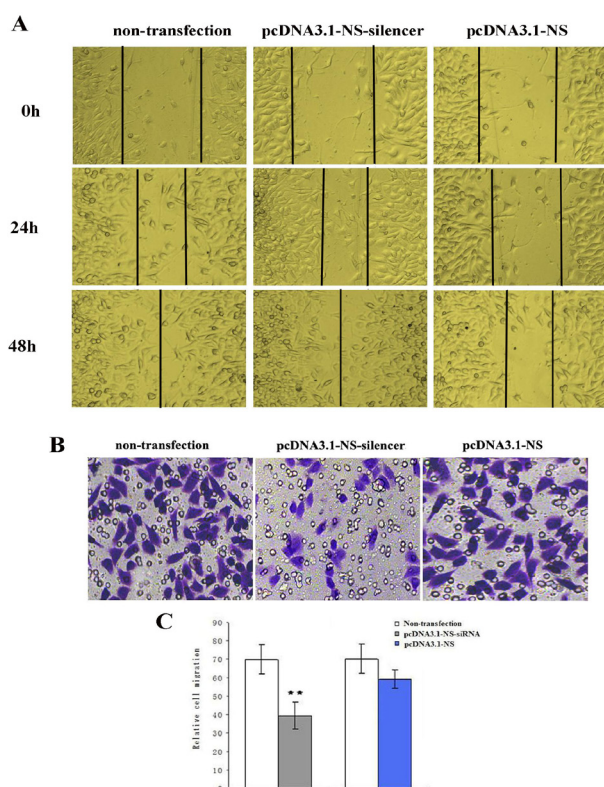 A
non-transfection pcDNA3.1-NS-silencer pcDNA3.1-NS
0h
24h
48h
B
non-transfection pcDNA3.1-NS-silencer pcDNA3.1-NS
C
Non-transfection
pcDNA3.1-NS-siRNA
pcDNA3.1-NS
Relative cell migration
90
80
70
60
50
40
30
20
10
0
**